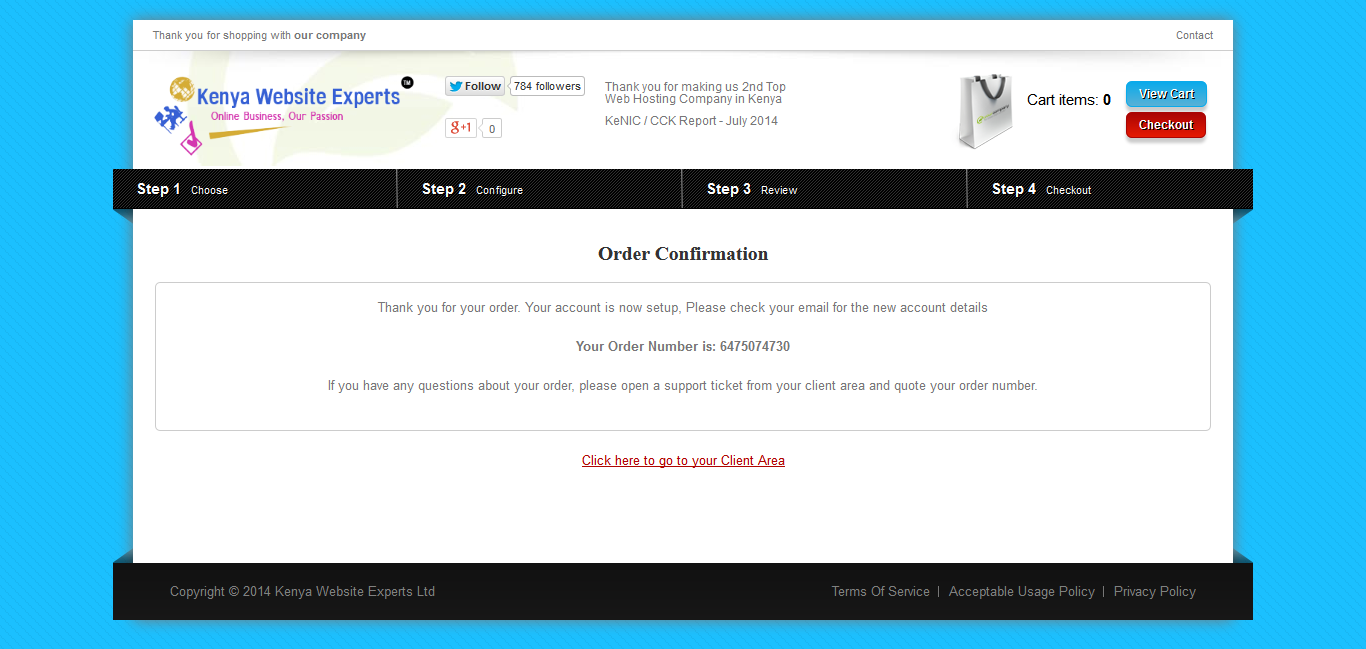 Thank you for shopping with our company
Contact
Kenya Website Experts TM
Online Business, Our Passion
Follow
784 followers
g+1
0
Thank you for making us 2nd Top
Web Hosting Company in Kenya
KeNIC / CCK Report - July 2014
Cart items: 0
View Cart
Checkout
Step 1 Choose
Step 2 Configure
Step 3 Review
Step 4 Checkout
Order Confirmation
Thank you for your order. Your account is now setup, Please check your email for the new account details
Your Order Number is: 6475074730
If you have any questions about your order, please open a support ticket from your client area and quote your order number.
Click here to go to your Client Area
Copyright © 2014 Kenya Website Experts Ltd
Terms Of Service | Acceptable Usage Policy | Privacy Policy